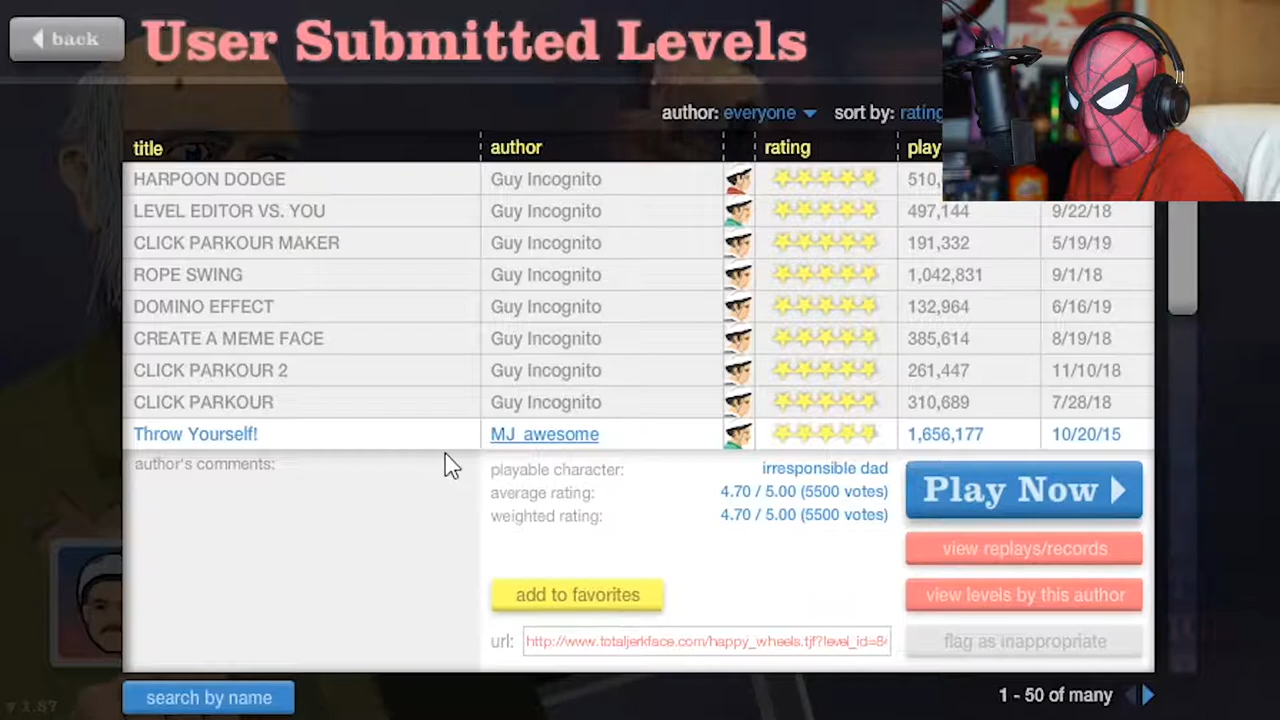 back
User Submitted Levels
author: everyone sort by: rating
title author rating play
HARPOON DODGE Guy Incognito 510,
LEVEL EDITOR VS. YOU Guy Incognito 497,144 9/22/18
CLICK PARKOUR MAKER Guy Incognito 191,332 5/19/19
ROPE SWING Guy Incognito 1,042,831 9/1/18
DOMINO EFFECT Guy Incognito 132,964 6/16/19
CREATE A MEME FACE Guy Incognito 385,614 8/19/18
CLICK PARKOUR 2 Guy Incognito 261,447 11/10/18
CLICK PARKOUR Guy Incognito 310,689 7/28/18
Throw Yourself! MJ_awesome 1,656,177 10/20/15
author's comments:
playable character: irresponsible dad
average rating: 4.70 / 5.00 (5500 votes)
weighted rating: 4.70 / 5.00 (5500 votes)
Play Now
view replays/records
add to favorites
view levels by this author
url: http://www.totaljerkface.com/happy_wheels.tjf?level_id=8
flag as inappropriate
search by name
1 - 50 of many
v 1.87